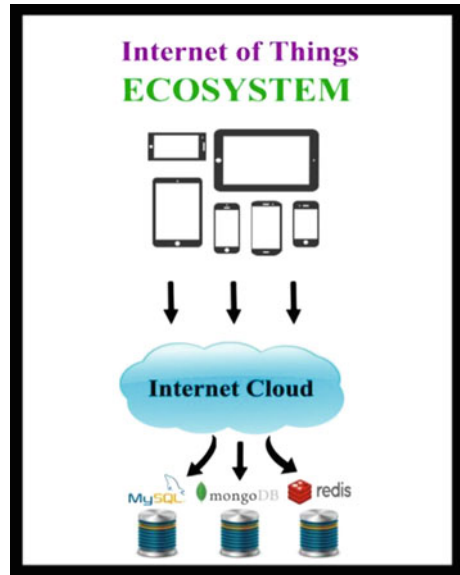 Internet of Things
ECOSYSTEM
Internet Cloud
MySQL mongoDB redis